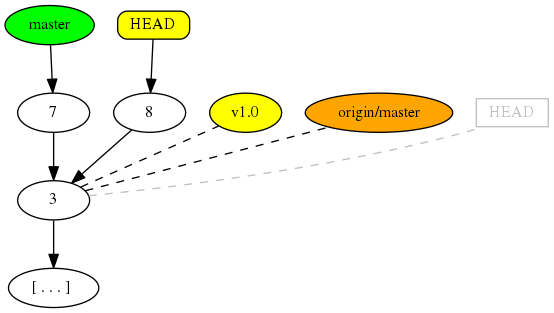 master
HEAD
7
8
v1.0
origin/master
HEAD
3
[ . . . ]